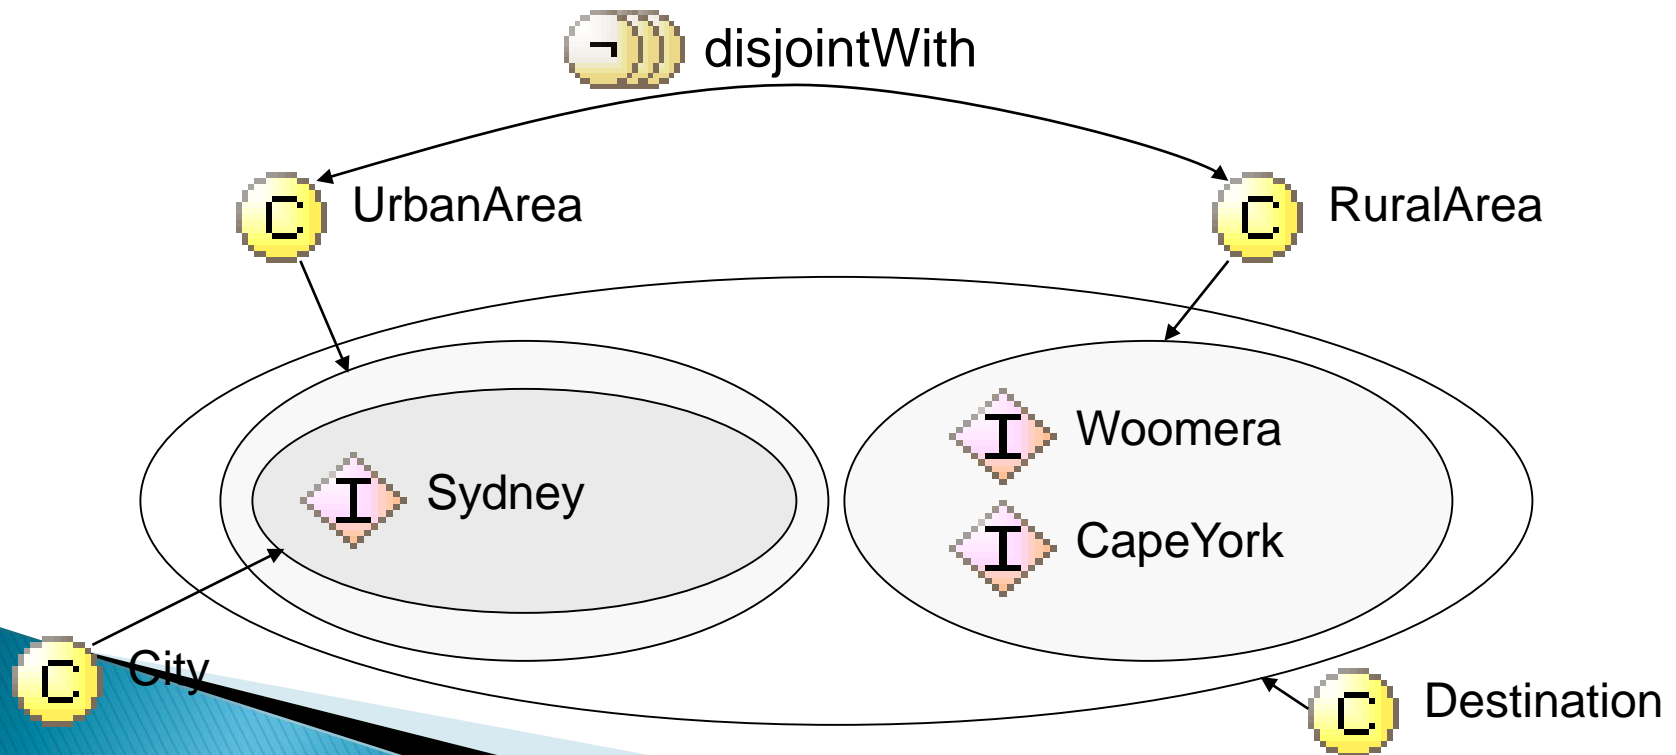 ¬ disjointWith
C UrbanArea
C RuralArea
I Woomera
I Sydney
I CapeYork
C City
C Destination